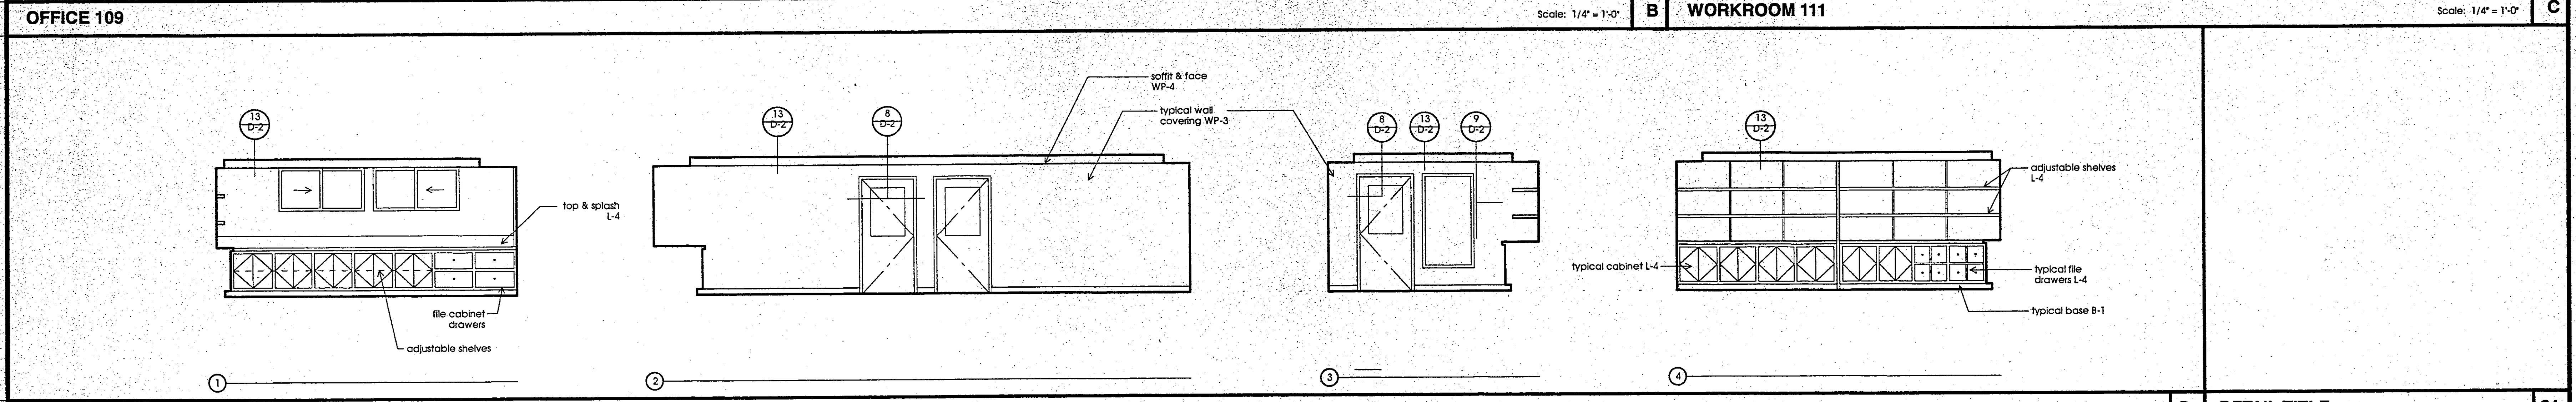 OFFICE 109
Scale: 1/4" = 1'-0"
B
WORKROOM 111
Scale: 1/4" = 1'-0"
C
soffit & face
WP-4
typical wall
covering WP-3
13
D-2
13
D-2
8
D-2
8
D-2
13
D-2
9
D-2
13
D-2
top & splash
L-4
adjustable shelves
L-4
typical cabinet L-4
typical file
drawers L-4
file cabinet
drawers
typical base B-1
adjustable shelves
1
2
3
4